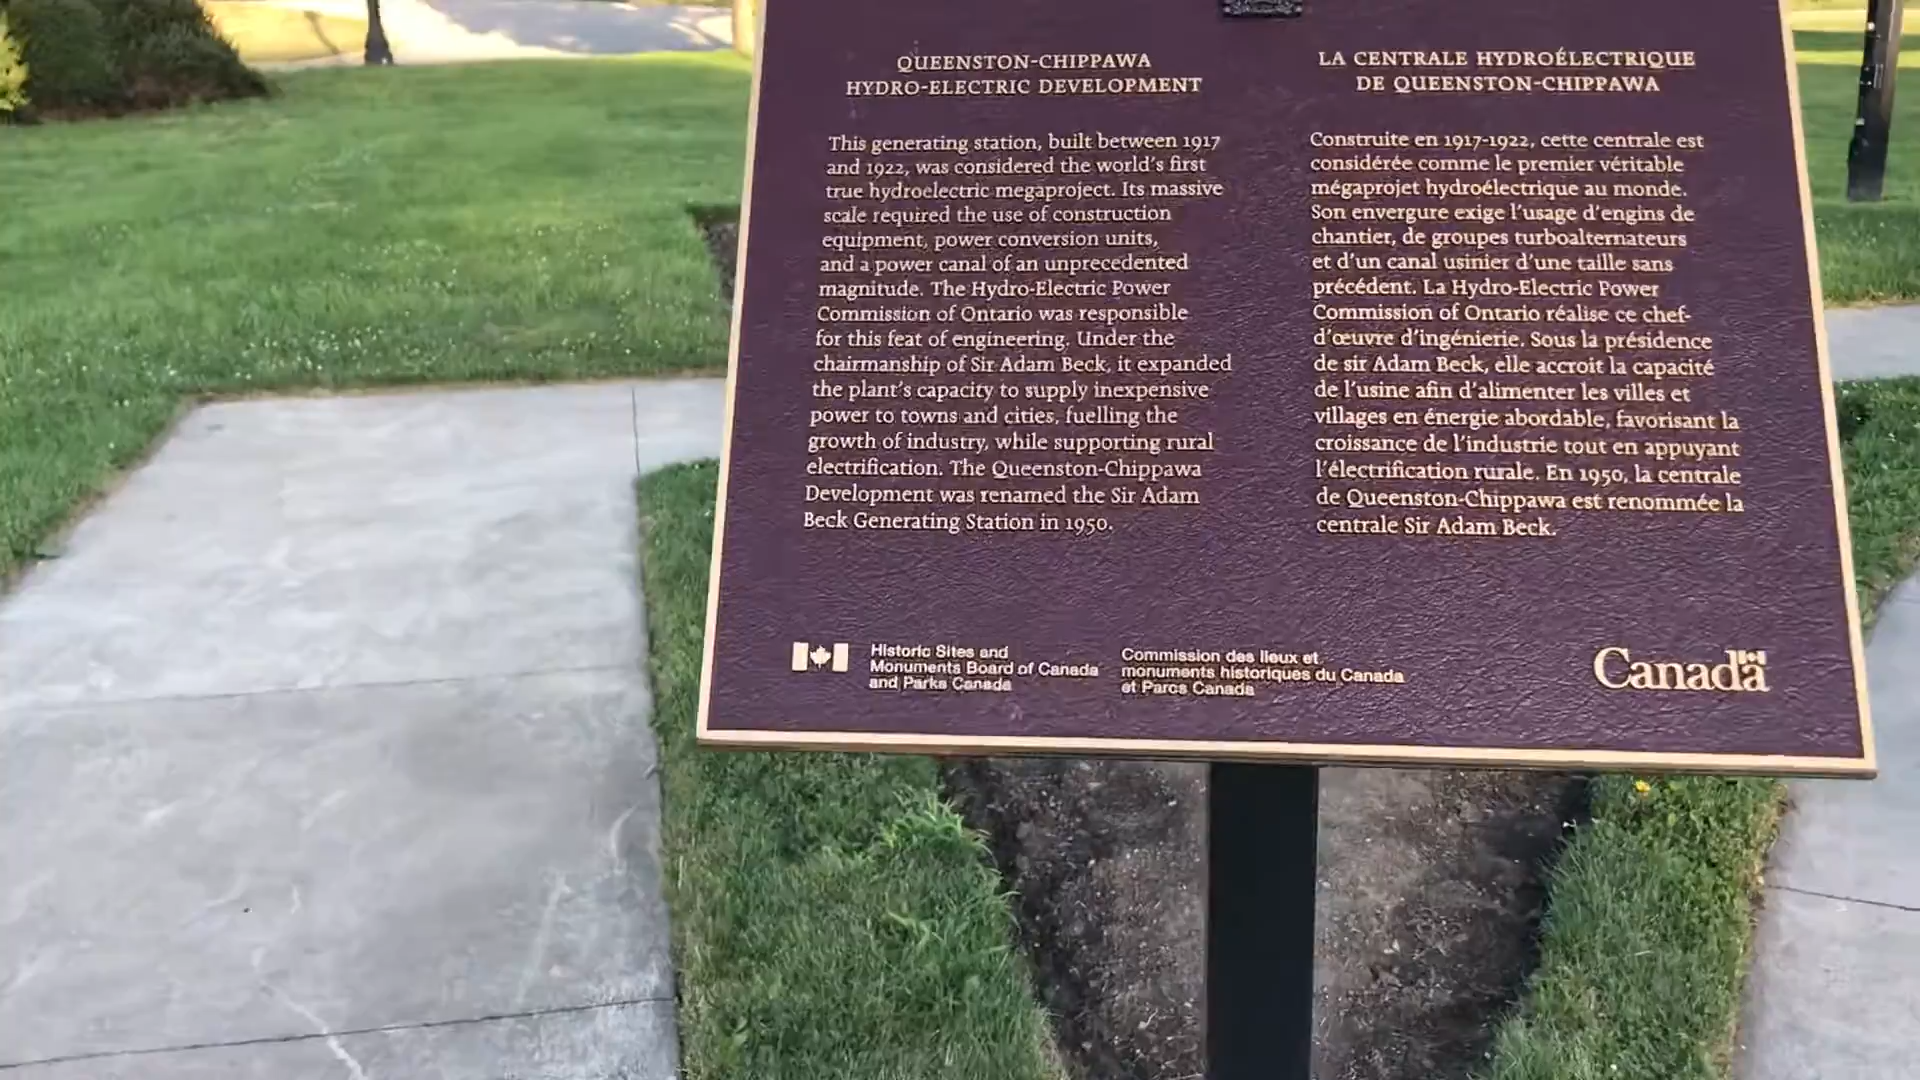 QUEENSTON-CHIPPAWA
HYDRO-ELECTRIC DEVELOPMENT
This generating station, built between 1917
and 1922, was considered the world's first
true hydroelectric megaproject. Its massive
scale required the use of construction
equipment, power conversion units,
and a power canal of an unprecedented
magnitude. The Hydro-Electric Power
Commission of Ontario was responsible
for this feat of engineering. Under the
chairmanship of Sir Adam Beck, it expanded
the plant's capacity to supply inexpensive
power to towns and cities, fuelling the
growth of industry, while supporting rural
electrification. The Queenston-Chippawa
Development was renamed the Sir Adam
Beck Generating Station in 1950.
LA CENTRALE HYDROÉLECTRIQUE
DE QUEENSTON-CHIPPAWA
Construite en 1917-1922, cette centrale est
considérée comme le premier véritable
mégaprojet hydroélectrique au monde.
Son envergure exige l'usage d'engins de
chantier, de groupes turboalternateurs
et d'un canal usinier d'une taille sans
précédent. La Hydro-Electric Power
Commission of Ontario réalise ce chef-
d'œuvre d'ingénierie. Sous la présidence
de sir Adam Beck, elle accroit la capacité
de l'usine afin d'alimenter les villes et
villages en énergie abordable, favorisant la
croissance de l'industrie tout en appuyant
l'électrification rurale. En 1950, la centrale
de Queenston-Chippawa est renommée la
centrale Sir Adam Beck.
Historic Sites and
Monuments Board of Canada
and Parks Canada
Commission des lieux et
monuments historiques du Canada
et Parcs Canada
Canada